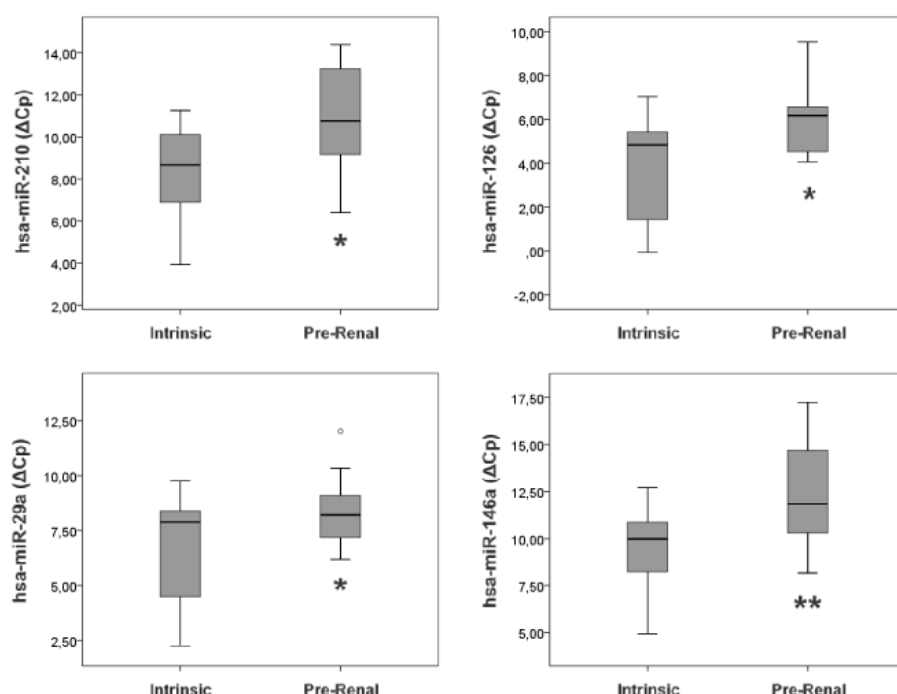 hsa-miR-210 (ΔCp)
14,00
12,00
10,00
8,00
6,00
4,00
2,00
*
Intrinsic
Pre-Renal
hsa-miR-126 (ΔCp)
10,00
8,00
6,00
4,00
2,00
,00
-2,00
*
Intrinsic
Pre-Renal
hsa-miR-29a (ΔCp)
12,50
10,00
7,50
5,00
2,50
*
Intrinsic
Pre-Renal
hsa-miR-146a (ΔCp)
17,50
15,00
12,50
10,00
7,50
5,00
**
Intrinsic
Pre-Renal